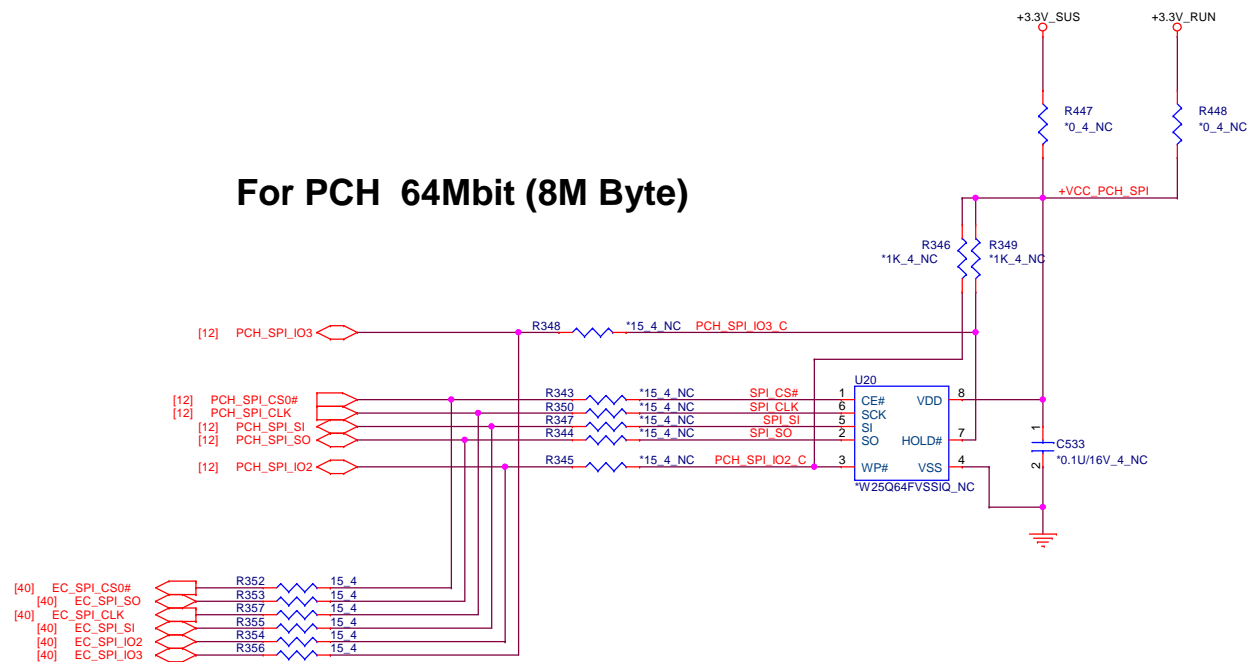 +3.3V_SUS +3.3V_RUN
R447
*0_4_NC
R448
*0_4_NC
For PCH 64Mbit (8M Byte)
+VCC_PCH_SPI
R346
*1K_4_NC
R349
*1K_4_NC
[12] PCH_SPI_IO3 R348 *15_4_NC PCH_SPI_IO3_C
U20
[12] PCH_SPI_CS0# R343 *15_4_NC SPI_CS# 1 CE# VDD 8
[12] PCH_SPI_CLK R350 *15_4_NC SPI_CLK 6 SCK
[12] PCH_SPI_SI R347 *15_4_NC SPI_SI 5 SI
[12] PCH_SPI_SO R344 *15_4_NC SPI_SO 2 SO HOLD# 7
[12] PCH_SPI_IO2 R345 *15_4_NC PCH_SPI_IO2_C 3 WP# VSS 4
*W25Q64FVSSIQ_NC
1
C533
*0.1U/16V_4_NC
2
[40] EC_SPI_CS0# R352 15_4
[40] EC_SPI_SO R353 15_4
[40] EC_SPI_CLK R357 15_4
[40] EC_SPI_SI R355 15_4
[40] EC_SPI_IO2 R354 15_4
[40] EC_SPI_IO3 R356 15_4